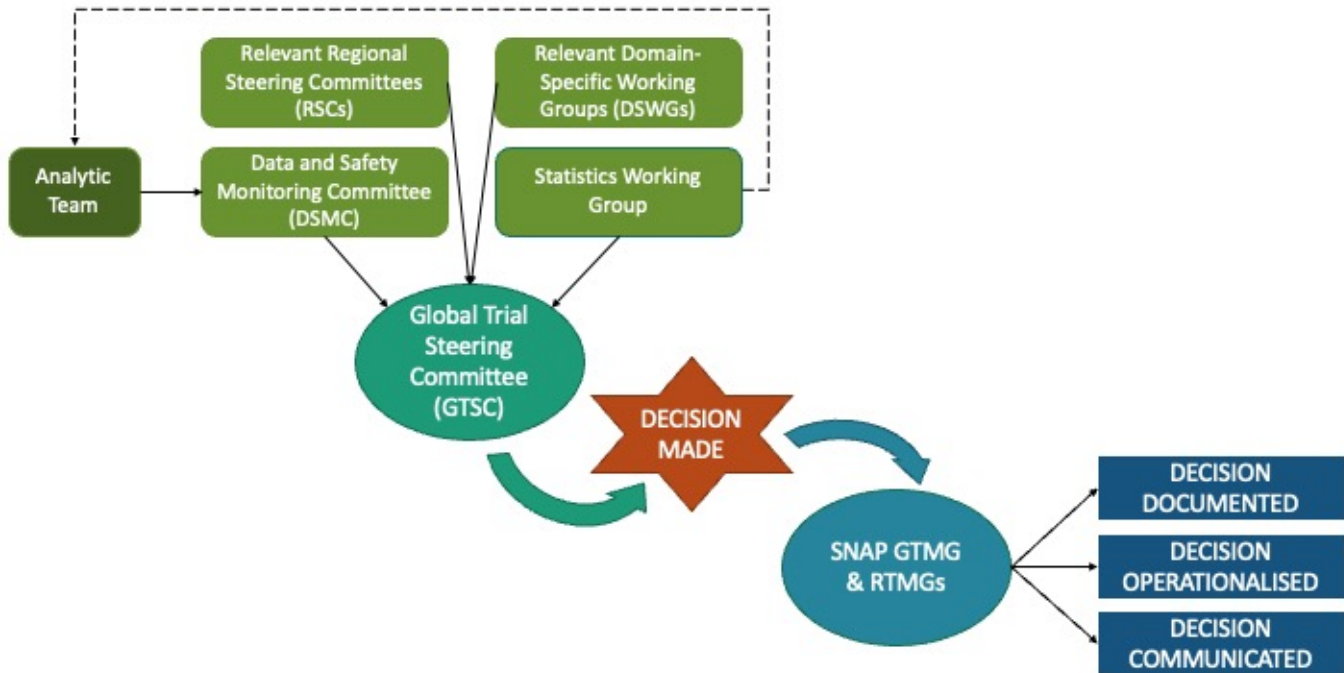 Relevant Regional
Steering Committees
(RSCs)
Relevant Domain-
Specific Working
Groups (DSWGs)
Analytic
Team
Data and Safety
Monitoring Committee
(DSMC)
Statistics Working
Group
Global Trial
Steering
Committee
(GTSC)
DECISION
MADE
SNAP GTMG
& RTMGs
DECISION
DOCUMENTED
DECISION
OPERATIONALISED
DECISION
COMMUNICATED